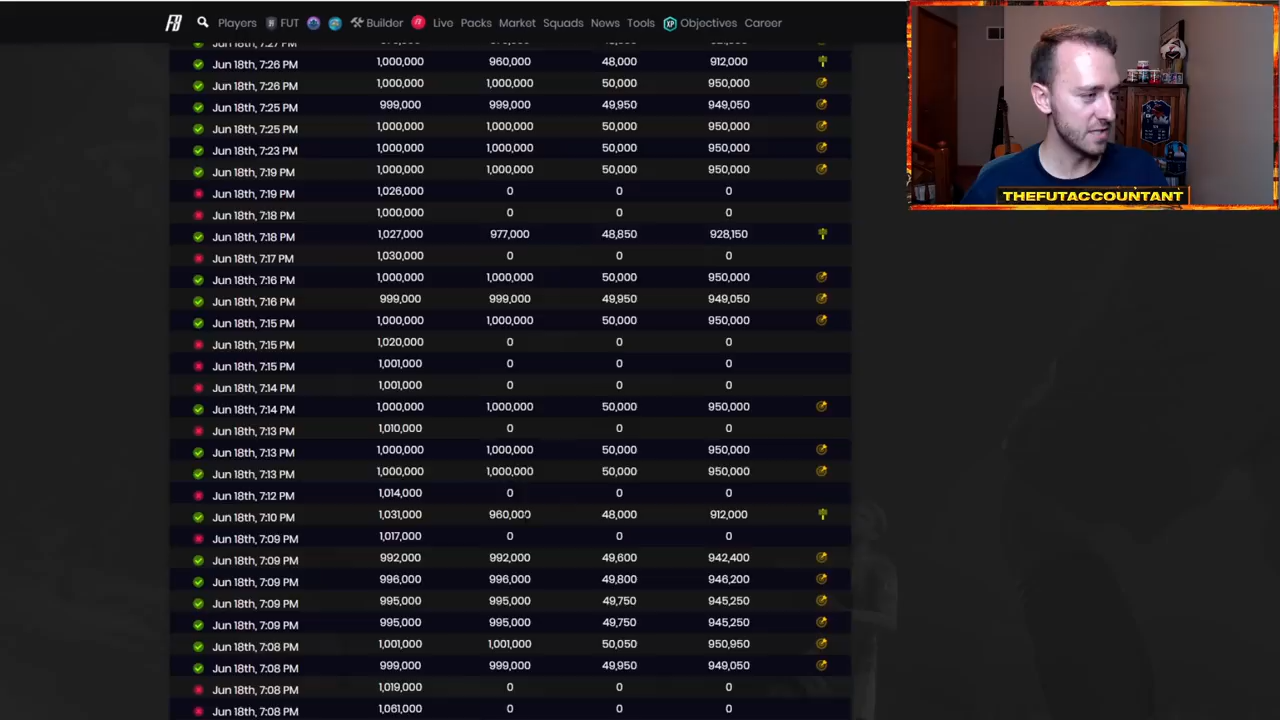 FB Players FUT Builder Live Packs Market Squads News Tools XP Objectives Career
Jun 18th, 7:27 PM
Jun 18th, 7:26 PM 1,000,000 960,000 48,000 912,000
Jun 18th, 7:26 PM 1,000,000 1,000,000 50,000 950,000
Jun 18th, 7:25 PM 999,000 999,000 49,950 949,050
Jun 18th, 7:25 PM 1,000,000 1,000,000 50,000 950,000
Jun 18th, 7:23 PM 1,000,000 1,000,000 50,000 950,000
Jun 18th, 7:19 PM 1,000,000 1,000,000 50,000 950,000
Jun 18th, 7:19 PM 1,026,000 0 0 0
Jun 18th, 7:18 PM 1,000,000 0 0 0
Jun 18th, 7:18 PM 1,027,000 977,000 48,850 928,150
Jun 18th, 7:17 PM 1,030,000 0 0 0
Jun 18th, 7:16 PM 1,000,000 1,000,000 50,000 950,000
Jun 18th, 7:16 PM 999,000 999,000 49,950 949,050
Jun 18th, 7:15 PM 1,000,000 1,000,000 50,000 950,000
Jun 18th, 7:15 PM 1,020,000 0 0 0
Jun 18th, 7:15 PM 1,001,000 0 0 0
Jun 18th, 7:14 PM 1,001,000 0 0 0
Jun 18th, 7:14 PM 1,000,000 1,000,000 50,000 950,000
Jun 18th, 7:13 PM 1,010,000 0 0 0
Jun 18th, 7:13 PM 1,000,000 1,000,000 50,000 950,000
Jun 18th, 7:13 PM 1,000,000 1,000,000 50,000 950,000
Jun 18th, 7:12 PM 1,014,000 0 0 0
Jun 18th, 7:10 PM 1,031,000 960,000 48,000 912,000
Jun 18th, 7:09 PM 1,017,000 0 0 0
Jun 18th, 7:09 PM 992,000 992,000 49,600 942,400
Jun 18th, 7:09 PM 996,000 996,000 49,800 946,200
Jun 18th, 7:09 PM 995,000 995,000 49,750 945,250
Jun 18th, 7:09 PM 995,000 995,000 49,750 945,250
Jun 18th, 7:08 PM 1,001,000 1,001,000 50,050 950,950
Jun 18th, 7:08 PM 999,000 999,000 49,950 949,050
Jun 18th, 7:08 PM 1,019,000 0 0 0
Jun 18th, 7:08 PM 1,061,000 0 0 0
THEFUTACCOUNTANT